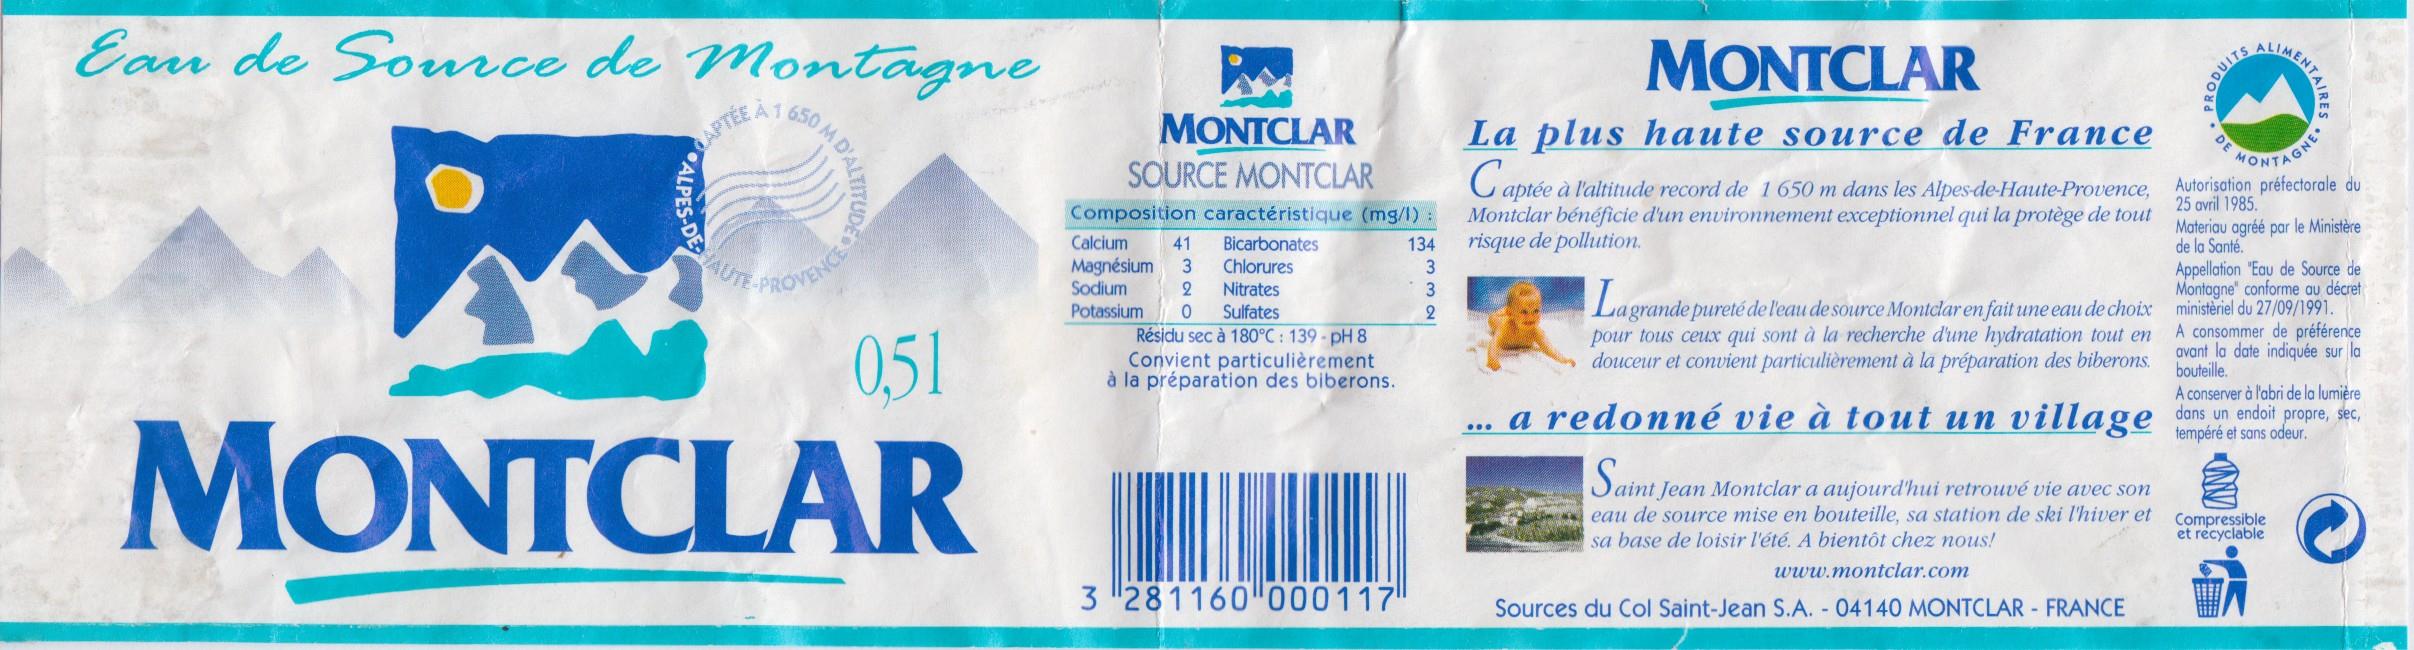 Eau de Source de Montagne
CAPTÉE À 1 650 M D'ALTITUDE • ALPES-DE-HAUTE-PROVENCE •
0,5 l
MONTCLAR
MONTCLAR
SOURCE MONTCLAR
Composition caractéristique (mg/l) :
Calcium 41 Bicarbonates 134
Magnésium 3 Chlorures 3
Sodium 2 Nitrates 3
Potassium 0 Sulfates 2
Résidu sec à 180°C : 139 - pH 8
Convient particulièrement
à la préparation des biberons.
3 281160 000117
MONTCLAR
La plus haute source de France
Captée à l'altitude record de 1 650 m dans les Alpes-de-Haute-Provence,
Montclar bénéficie d'un environnement exceptionnel qui la protège de tout
risque de pollution.
La grande pureté de l'eau de source Montclar en fait une eau de choix
pour tous ceux qui sont à la recherche d'une hydratation tout en
douceur et convient particulièrement à la préparation des biberons.
... a redonné vie à tout un village
Saint Jean Montclar a aujourd'hui retrouvé vie avec son
eau de source mise en bouteille, sa station de ski l'hiver et
sa base de loisir l'été. A bientôt chez nous!
www.montclar.com
Sources du Col Saint-Jean S.A. - 04140 MONTCLAR - FRANCE
PRODUITS ALIMENTAIRES
• DE MONTAGNE •
Autorisation préfectorale du
25 avril 1985.
Materiau agréé par le Ministère
de la Santé.
Appellation "Eau de Source de
Montagne" conforme au décret
ministèriel du 27/09/1991.
A consommer de préférence
avant la date indiquée sur la
bouteille.
A conserver à l'abri de la lumière
dans un endoit propre, sec,
tempéré et sans odeur.
Compressible
et recyclable